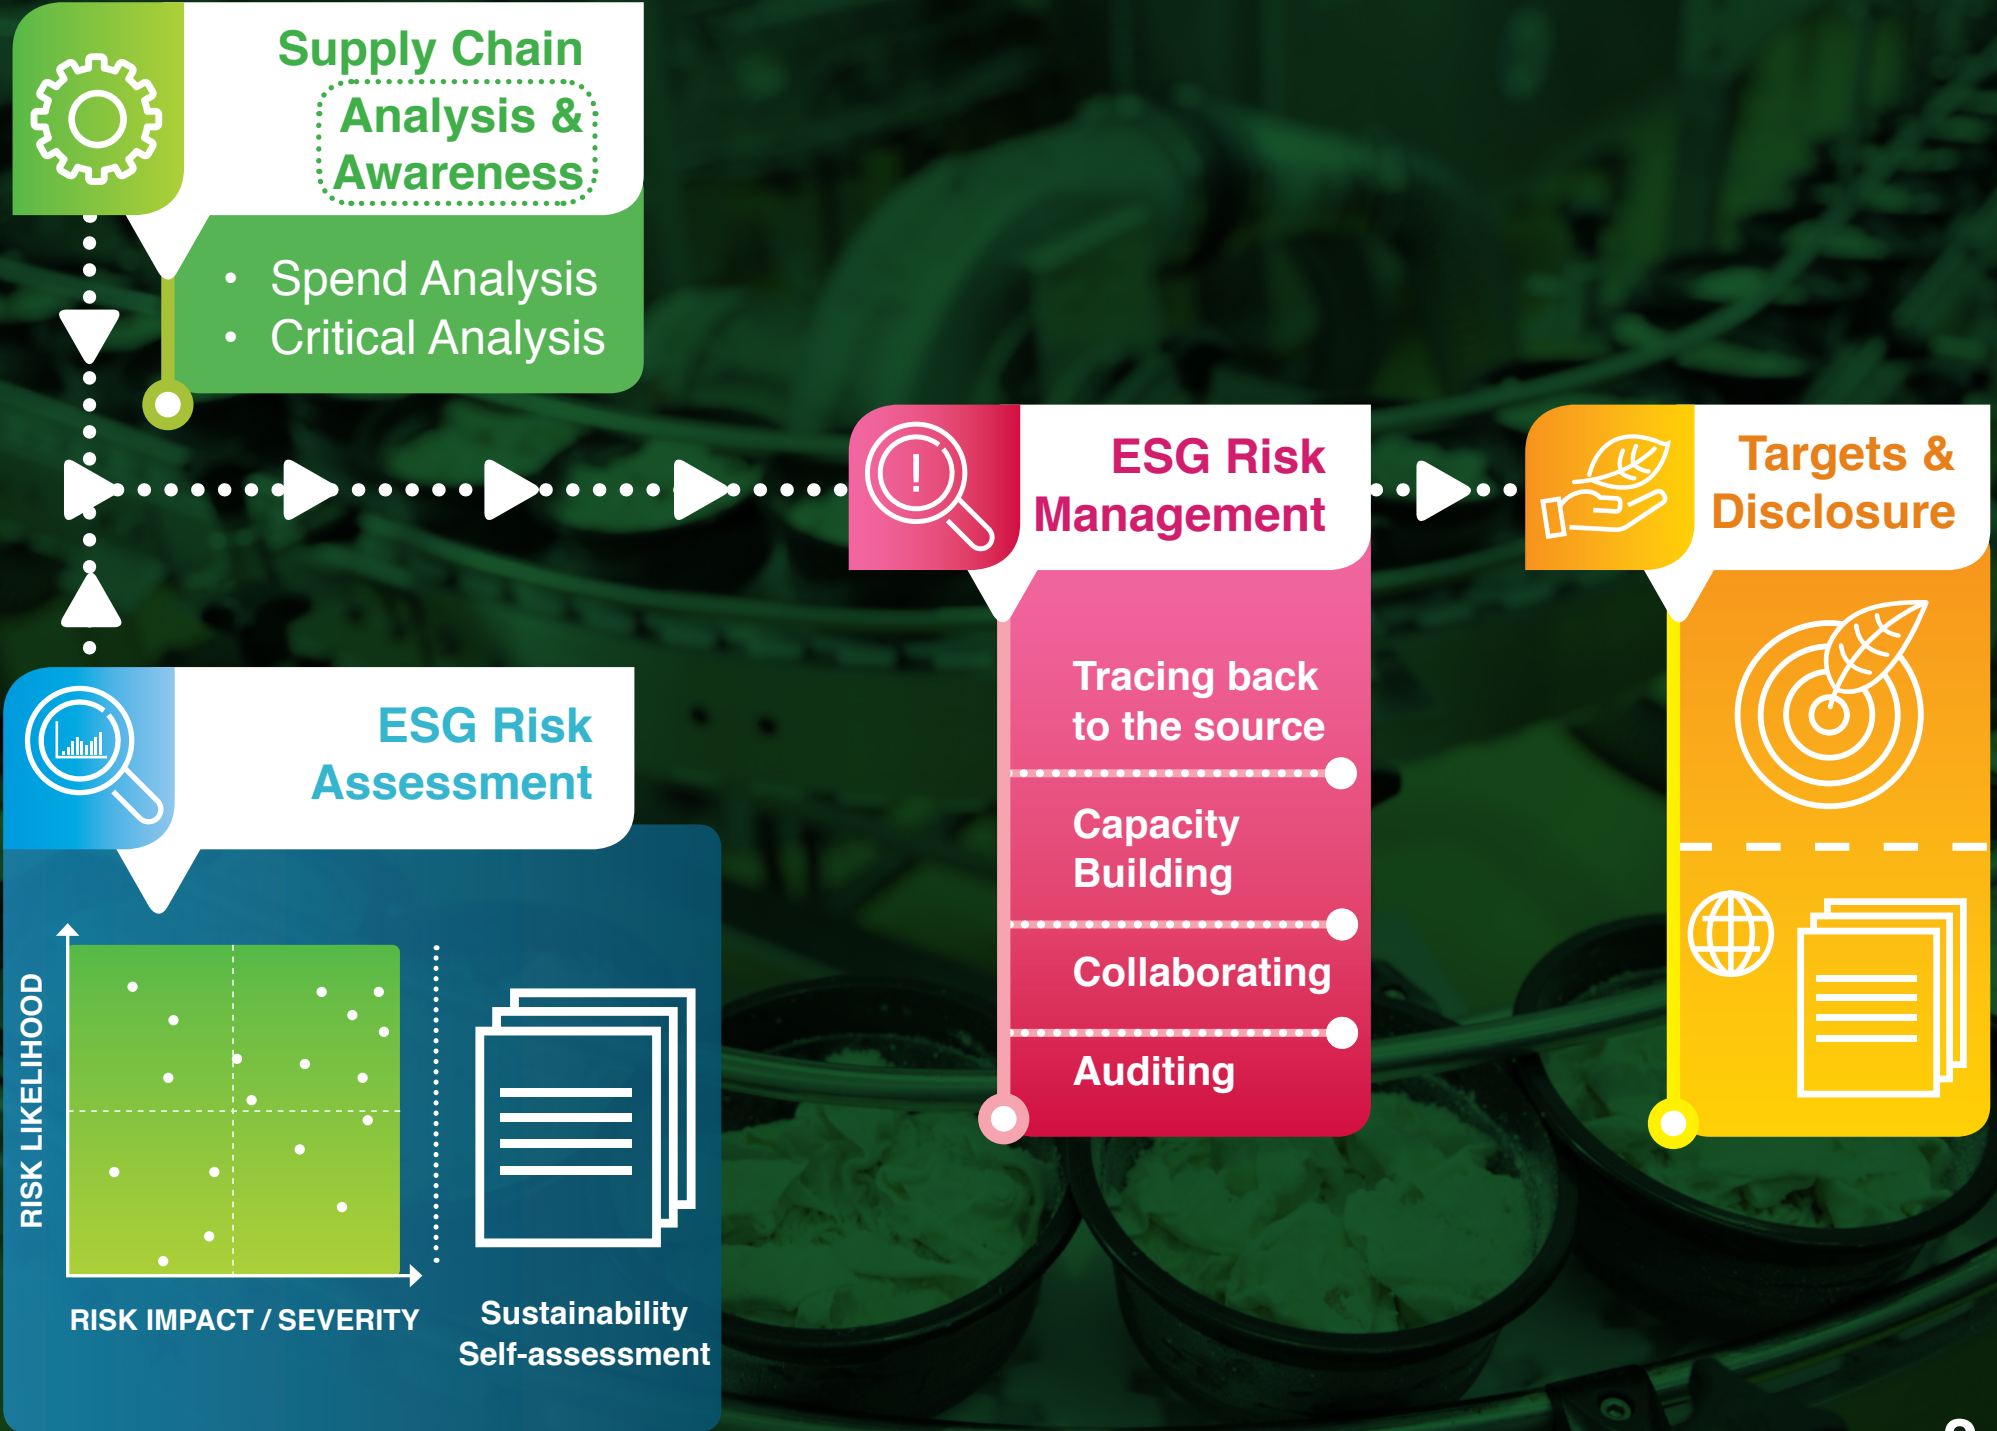 Supply Chain
Analysis &
Awareness
• Spend Analysis
• Critical Analysis
ESG Risk
Assessment
RISK LIKELIHOOD
RISK IMPACT / SEVERITY
Sustainability
Self-assessment
ESG Risk
Management
!
Tracing back
to the source
Capacity
Building
Collaborating
Auditing
Targets &
Disclosure